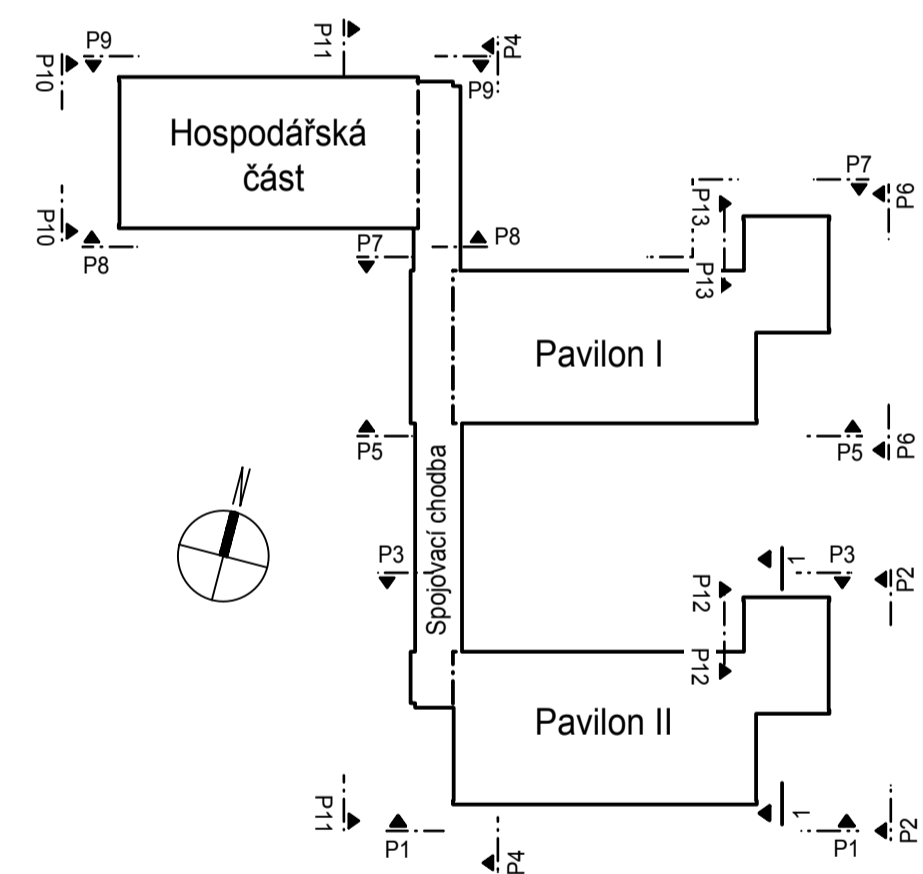 P9
P10
P11
P4
P9
Hospodářská
část
P7
P6
P13
P10
P8
P7
P8
P13
Pavilon I
P5
P5
P6
Spojovací chodba
P3
1
P3
P2
P12
P12
Pavilon II
P11
P1
P4
1
P1
P2